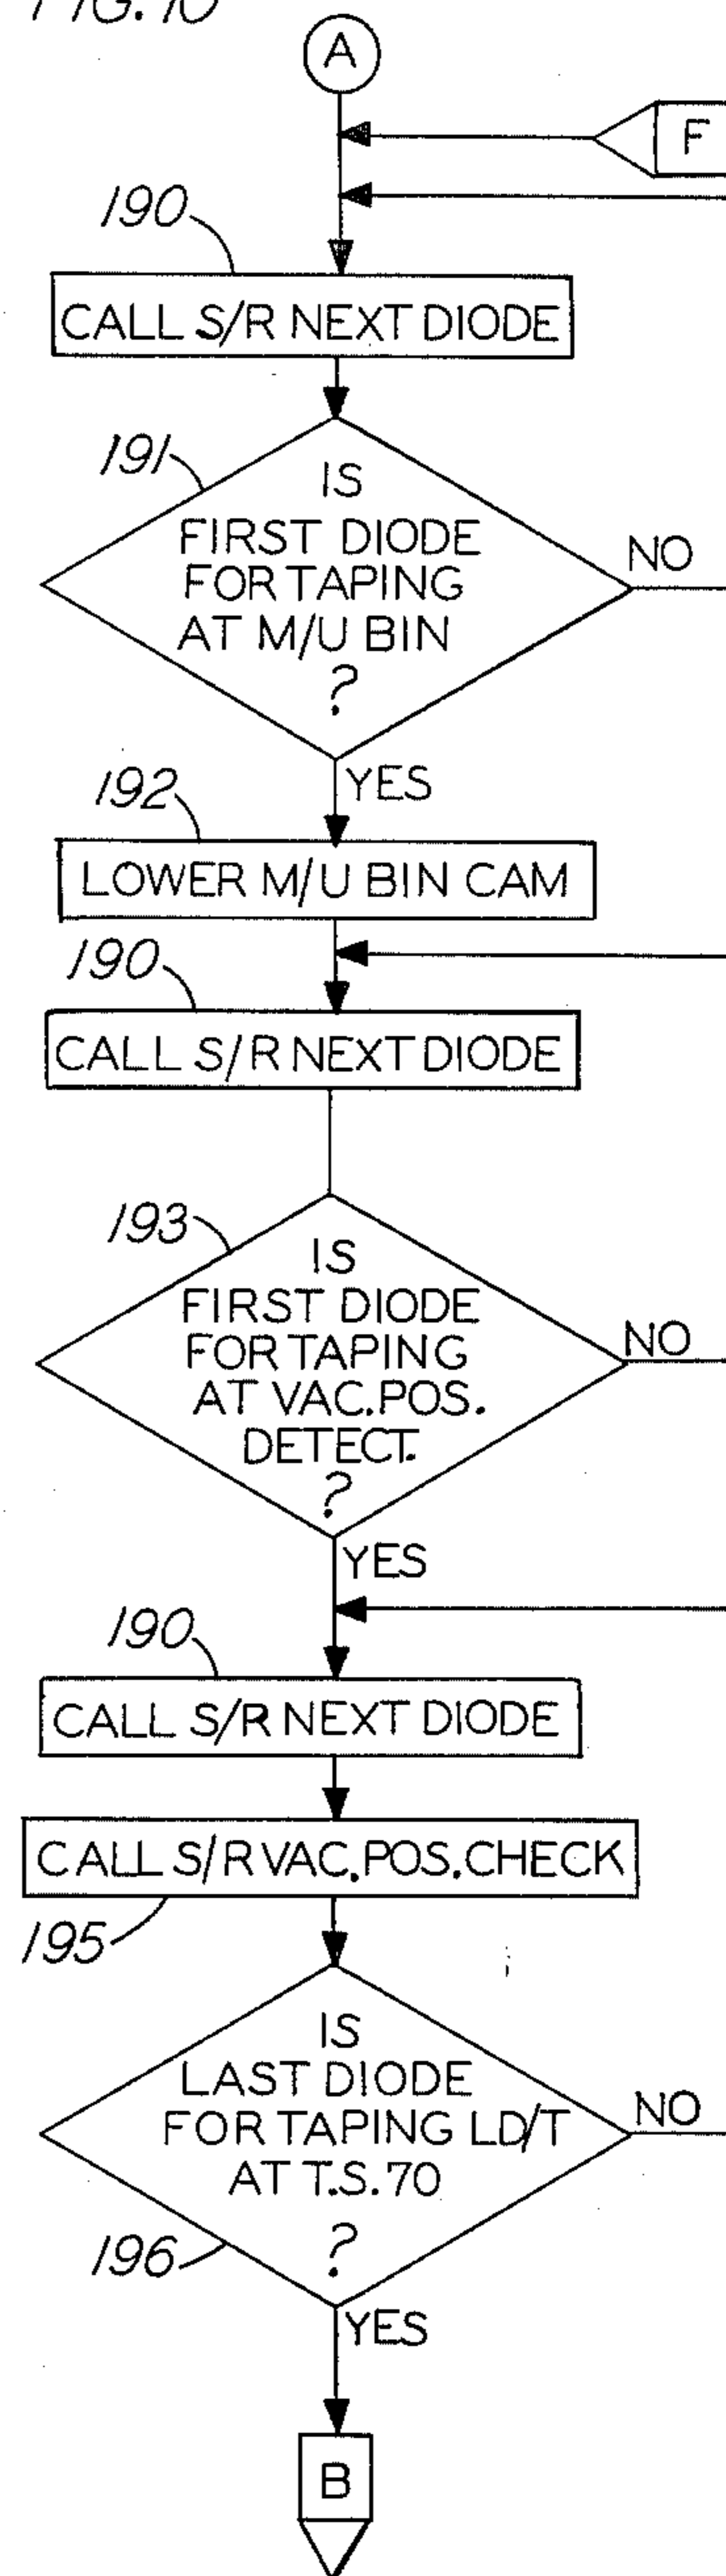 FIG. 10
A
F
190
CALL S/R NEXT DIODE
191
IS
FIRST DIODE
FOR TAPING
AT M/U BIN
?
NO
YES
192
LOWER M/U BIN CAM
190
CALL S/R NEXT DIODE
193
IS
FIRST DIODE
FOR TAPING
AT VAC.POS.
DETECT.
?
NO
YES
190
CALL S/R NEXT DIODE
CALL S/R VAC.POS.CHECK
195
IS
LAST DIODE
FOR TAPING LD/T
AT T.S.70
?
NO
196
YES
B